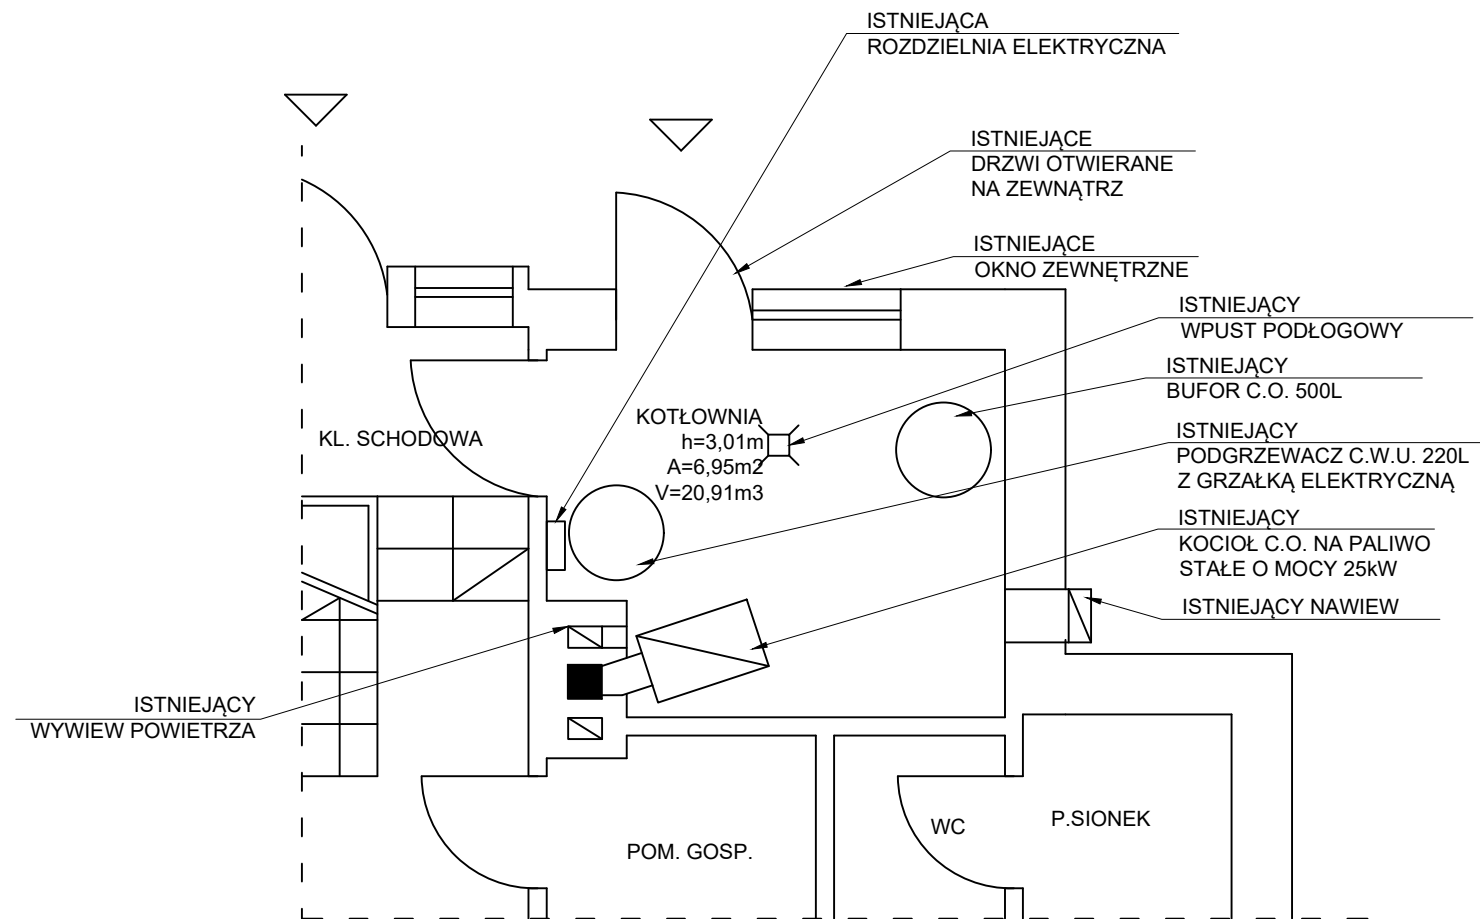 ISTNIEJĄCA
ROZDZIELNIA ELEKTRYCZNA
ISTNIEJĄCE
DRZWI OTWIERANE
NA ZEWNĄTRZ
ISTNIEJĄCE
OKNO ZEWNĘTRZNE
ISTNIEJĄCY
WPUST PODŁOGOWY
ISTNIEJĄCY
BUFOR C.O. 500L
KOTŁOWNIA
h=3,01m
A=6,95m2
V=20,91m3
KL. SCHODOWA
ISTNIEJĄCY
PODGRZEWACZ C.W.U. 220L
Z GRZAŁKĄ ELEKTRYCZNĄ
ISTNIEJĄCY
KOCIOŁ C.O. NA PALIWO
STAŁE O MOCY 25kW
ISTNIEJĄCY NAWIEW
ISTNIEJĄCY
WYWIEW POWIETRZA
POM. GOSP.
WC
P.SIONEK